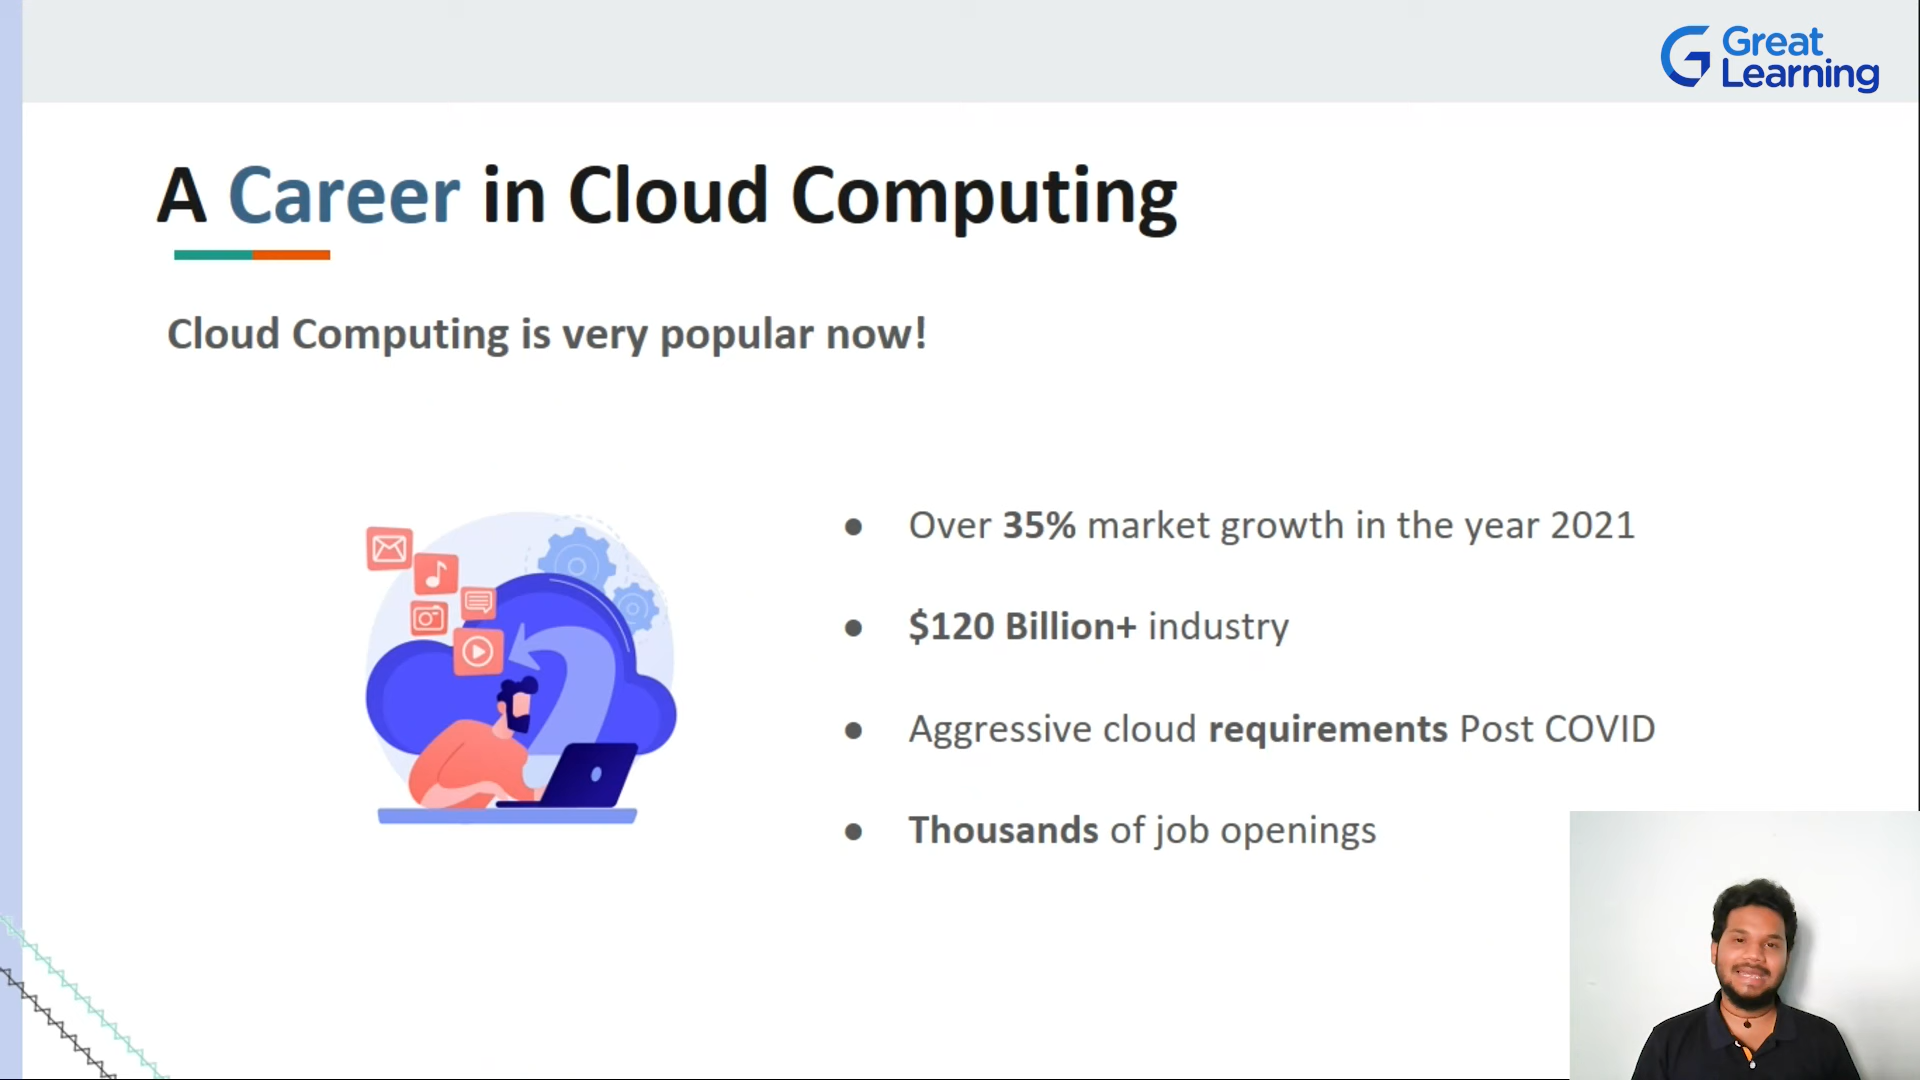 Great
Learning
A Career in Cloud Computing
Cloud Computing is very popular now!
● Over 35% market growth in the year 2021
● $120 Billion+ industry
● Aggressive cloud requirements Post COVID
● Thousands of job openings